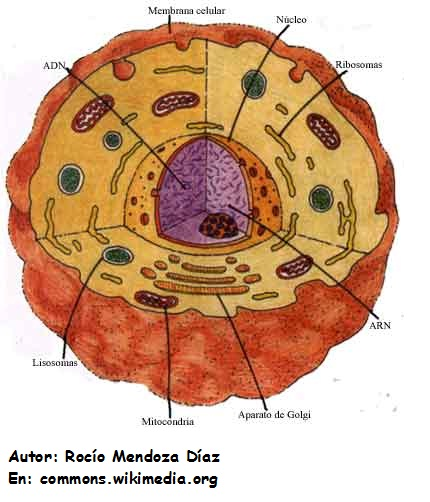 Membrana celular
Núcleo
ADN
Ribosomas
ARN
Lisosomas
Mitocondria
Aparato de Golgi
Autor: Rocío Mendoza Díaz
En: commons.wikimedia.org